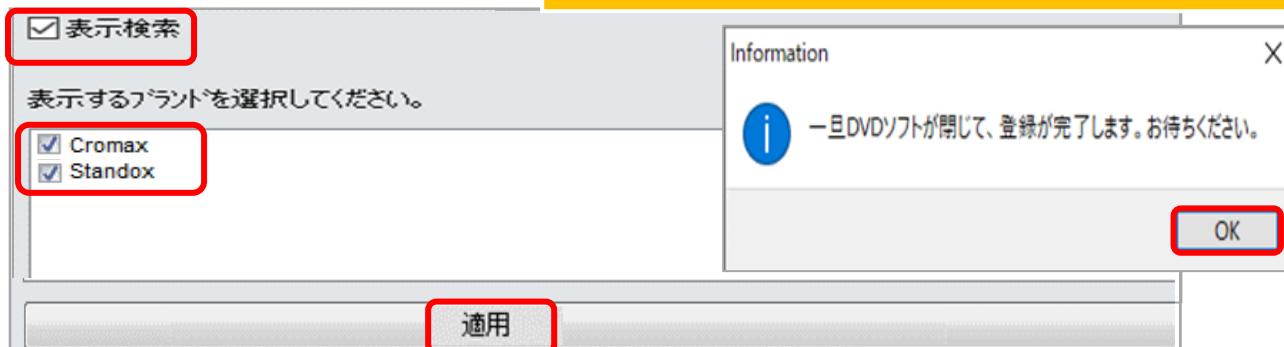 表示検索
表示するブランドを選択してください。
Cromax
Standox
適用
Information
X
一旦DVDソフトが閉じて、登録が完了します。お待ちください。
OK